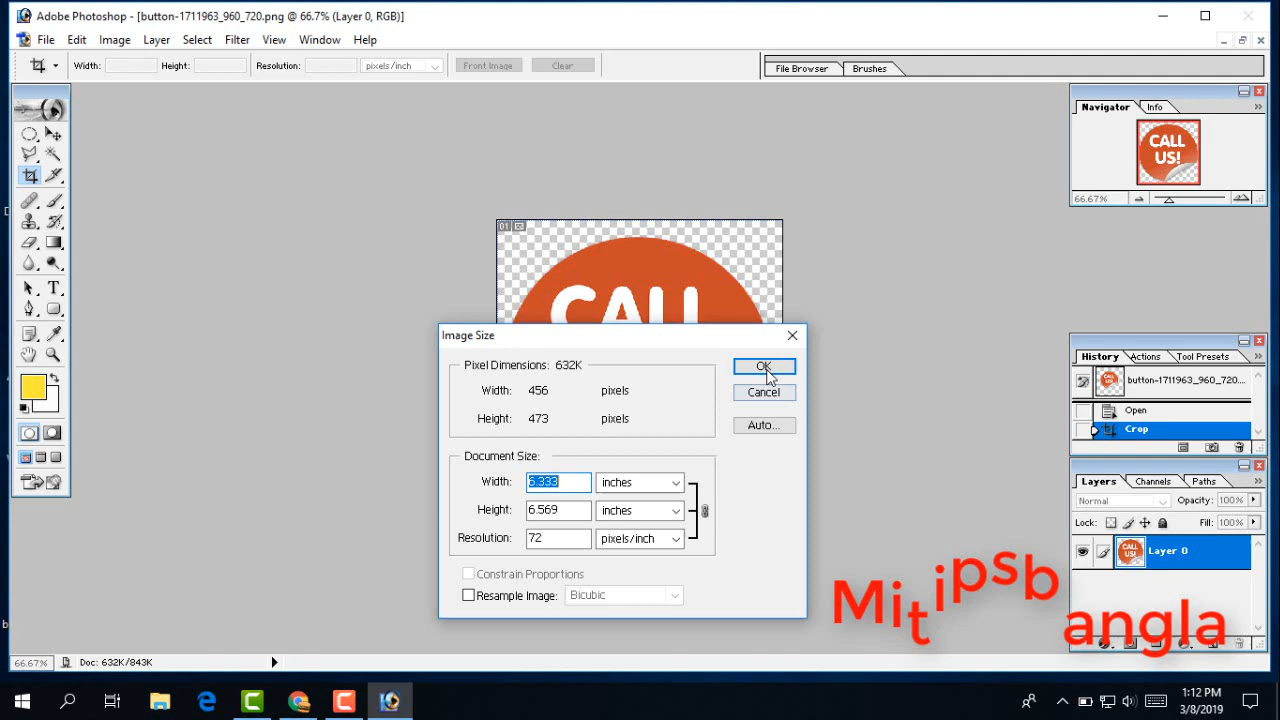 Adobe Photoshop - [button-1711963_960_720.png @ 66.7% (Layer 0, RGB)]
File Edit Image Layer Select Filter View Window Help
Width: Height: Resolution: pixels/inch Front Image Clear File Browser Brushes
Navigator Info
CALL
US!
66.67%
01
CALL
Image Size
Pixel Dimensions: 632K
Width: 456 pixels
Height: 473 pixels
OK
Cancel
Auto...
Document Size:
Width: 6.333 inches
Height: 6.569 inches
Resolution: 72 pixels/inch
Constrain Proportions
Resample Image: Bicubic
History Actions Tool Presets
button-1711963_960_720....
Open
Crop
Layers Channels Paths
Normal Opacity: 100%
Lock: Fill: 100%
CALL
US!
Layer 0
Mitipsb
angla
66.67% Doc: 632K/843K
1:12 PM
3/8/2019